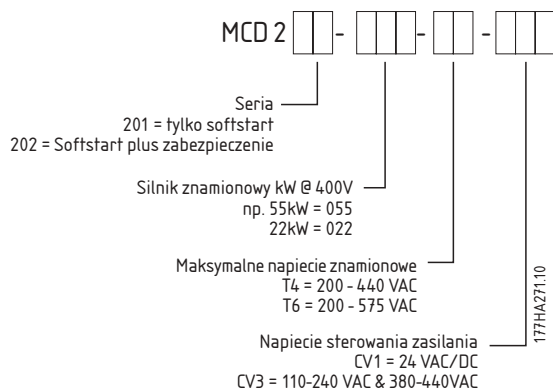 MCD 2 - - -
Seria
201 = tylko softstart
202 = Softstart plus zabezpieczenie
Silnik znamionowy kW @ 400V
np. 55kW = 055
22kW = 022
Maksymalne napiecie znamionowe
T4 = 200 - 440 VAC
T6 = 200 - 575 VAC
Napiecie sterowania zasilania
CV1 = 24 VAC/DC
CV3 = 110-240 VAC & 380-440VAC
177HA271.10